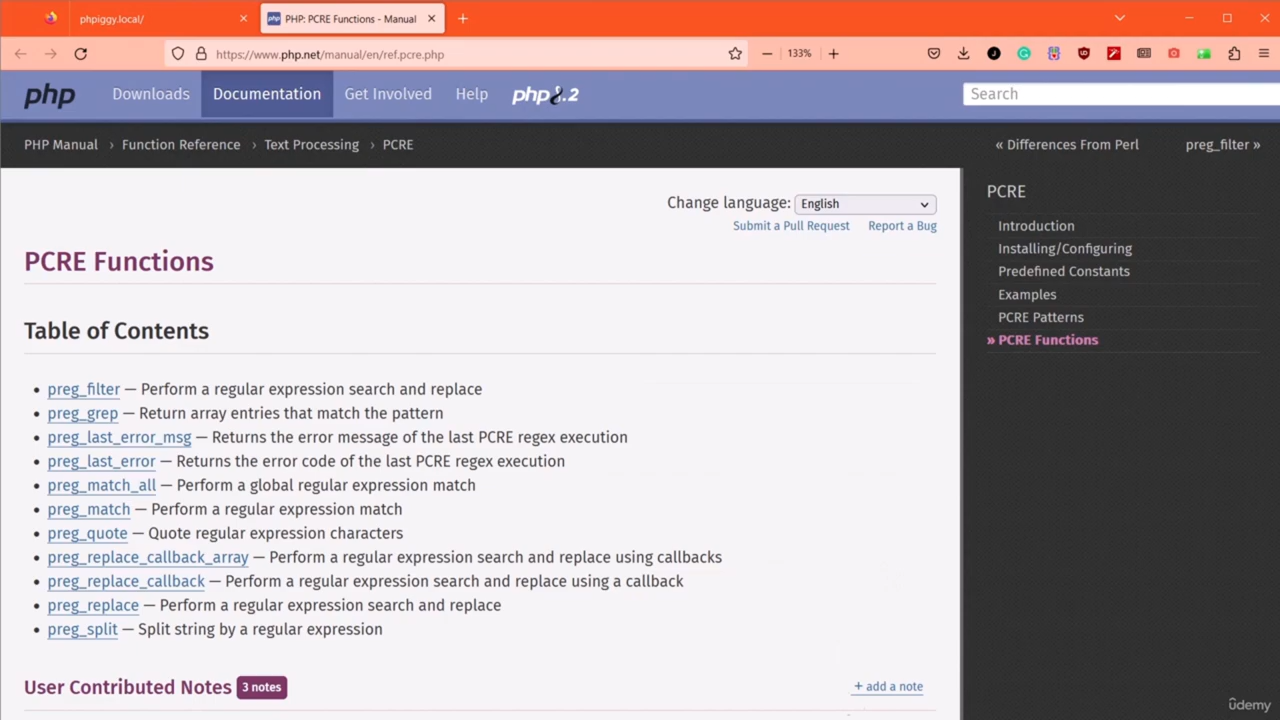 phpiggy.local/
PHP: PCRE Functions - Manual
https://www.php.net/manual/en/ref.pcre.php
133%
php
Downloads
Documentation
Get Involved
Help
php8.2
Search
PHP Manual › Function Reference › Text Processing › PCRE
« Differences From Perl
preg_filter »
Change language: English
Submit a Pull Request
Report a Bug
PCRE Functions
Table of Contents
• preg_filter — Perform a regular expression search and replace
• preg_grep — Return array entries that match the pattern
• preg_last_error_msg — Returns the error message of the last PCRE regex execution
• preg_last_error — Returns the error code of the last PCRE regex execution
• preg_match_all — Perform a global regular expression match
• preg_match — Perform a regular expression match
• preg_quote — Quote regular expression characters
• preg_replace_callback_array — Perform a regular expression search and replace using callbacks
• preg_replace_callback — Perform a regular expression search and replace using a callback
• preg_replace — Perform a regular expression search and replace
• preg_split — Split string by a regular expression
User Contributed Notes 3 notes
+ add a note
PCRE
Introduction
Installing/Configuring
Predefined Constants
Examples
PCRE Patterns
» PCRE Functions
ûdemy